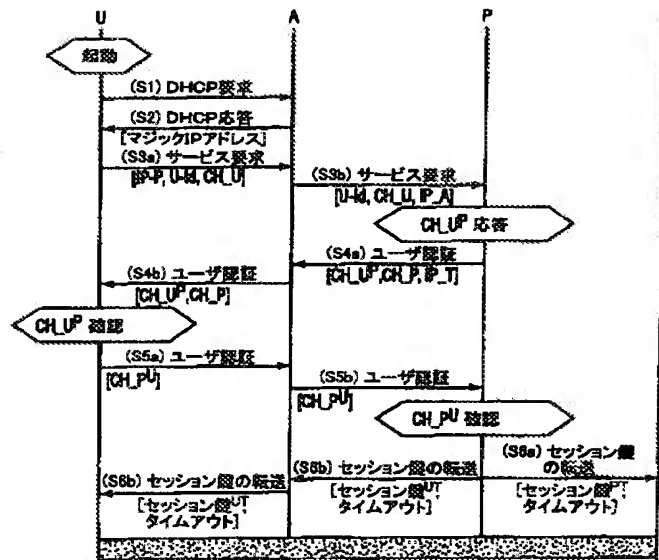 U
A
P
起動
(S1) DHCP要求
(S2) DHCP応答
[マジックIPアドレス]
(S3a) サービス要求
[IP-P, U-Id, CH_U]
(S3b) サービス要求
[U-Id, CH_U, IP_A]
CH_U^P 応答
(S4a) ユーザ認証
[CH_U^P, CH_P, IP_T]
(S4b) ユーザ認証
[CH_U^P, CH_P]
CH_U^P 確認
(S5a) ユーザ認証
[CH_P^U]
(S5b) ユーザ認証
[CH_P^U]
CH_P^U 確認
(S6a) セッション鍵
の転送
(S6b) セッション鍵の転送
(S6b) セッション鍵の転送
[セッション鍵^UT,
タイムアウト]
[セッション鍵^UT,
タイムアウト]
[セッション鍵^PT,
タイムアウト]